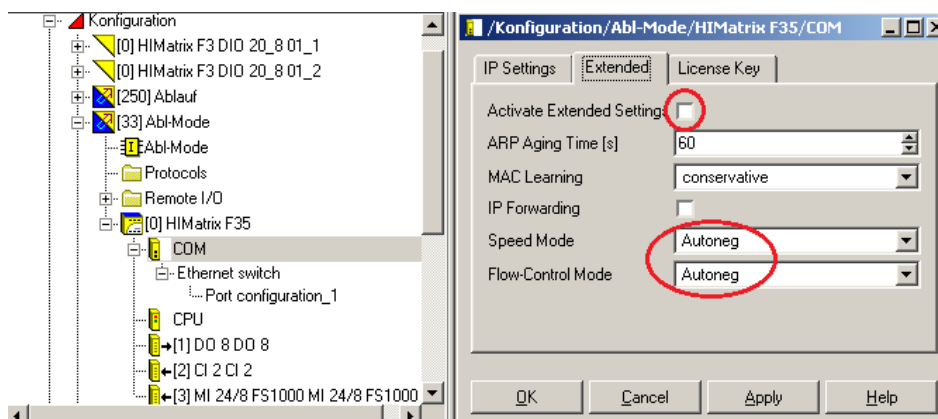 Konfiguration
[0] HIMatrix F3 DIO 20_8 01_1
[0] HIMatrix F3 DIO 20_8 01_2
[250] Ablauf
[33] Abl-Mode
Abl-Mode
Protocols
Remote I/O
[0] HIMatrix F35
COM
Ethernet switch
Port configuration_1
CPU
[1] DO 8 DO 8
[2] CI 2 CI 2
[3] MI 24/8 FS1000 MI 24/8 FS1000
/Konfiguration/Abl-Mode/HIMatrix F35/COM
IP Settings Extended License Key
Activate Extended Settings
ARP Aging Time [s] 60
MAC Learning conservative
IP Forwarding
Speed Mode Autoneg
Flow-Control Mode Autoneg
OK Cancel Apply Help